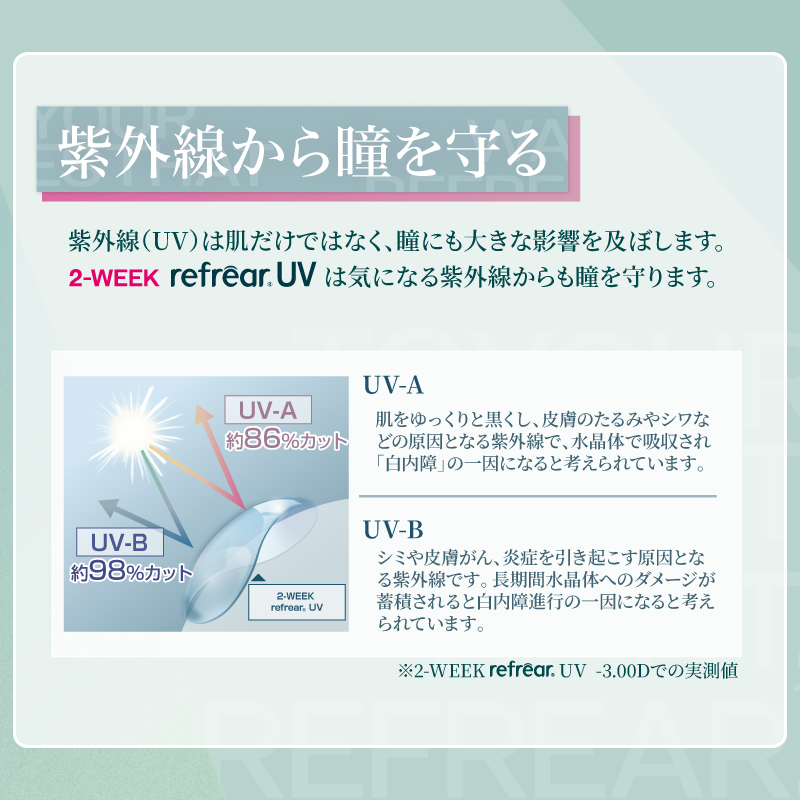 紫外線から瞳を守る
紫外線(UV)は肌だけではなく、瞳にも大きな影響を及ぼします。
2-WEEK refrear® UV は気になる紫外線からも瞳を守ります。
UV-A
約86%カット
UV-B
約98%カット
2-WEEK
refrear® UV
UV-A
肌をゆっくりと黒くし、皮膚のたるみやシワな
どの原因となる紫外線で、水晶体で吸収され
「白内障」の一因になると考えられています。
UV-B
シミや皮膚がん、炎症を引き起こす原因とな
る紫外線です。長期間水晶体へのダメージが
蓄積されると白内障進行の一因になると考え
られています。
※2-WEEK refrear® UV -3.00Dでの実測値
REFREAR